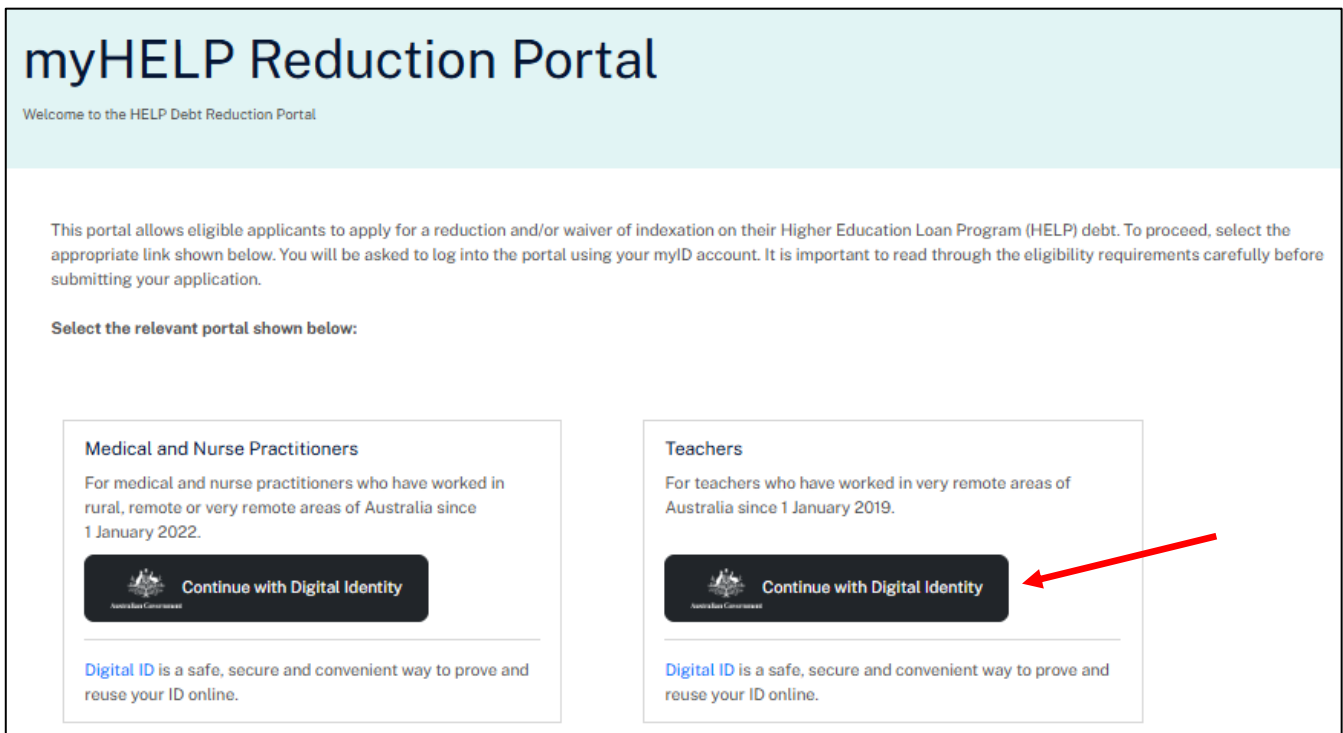 myHELP Reduction Portal
Welcome to the HELP Debt Reduction Portal
This portal allows eligible applicants to apply for a reduction and/or waiver of indexation on their Higher Education Loan Program (HELP) debt. To proceed, select the
appropriate link shown below. You will be asked to log into the portal using your myID account. It is important to read through the eligibility requirements carefully before
submitting your application.
Select the relevant portal shown below:
Medical and Nurse Practitioners
For medical and nurse practitioners who have worked in
rural, remote or very remote areas of Australia since
1 January 2022.
Continue with Digital Identity
Australian Government
Digital ID is a safe, secure and convenient way to prove and
reuse your ID online.
Teachers
For teachers who have worked in very remote areas of
Australia since 1 January 2019.
Continue with Digital Identity
Australian Government
Digital ID is a safe, secure and convenient way to prove and
reuse your ID online.